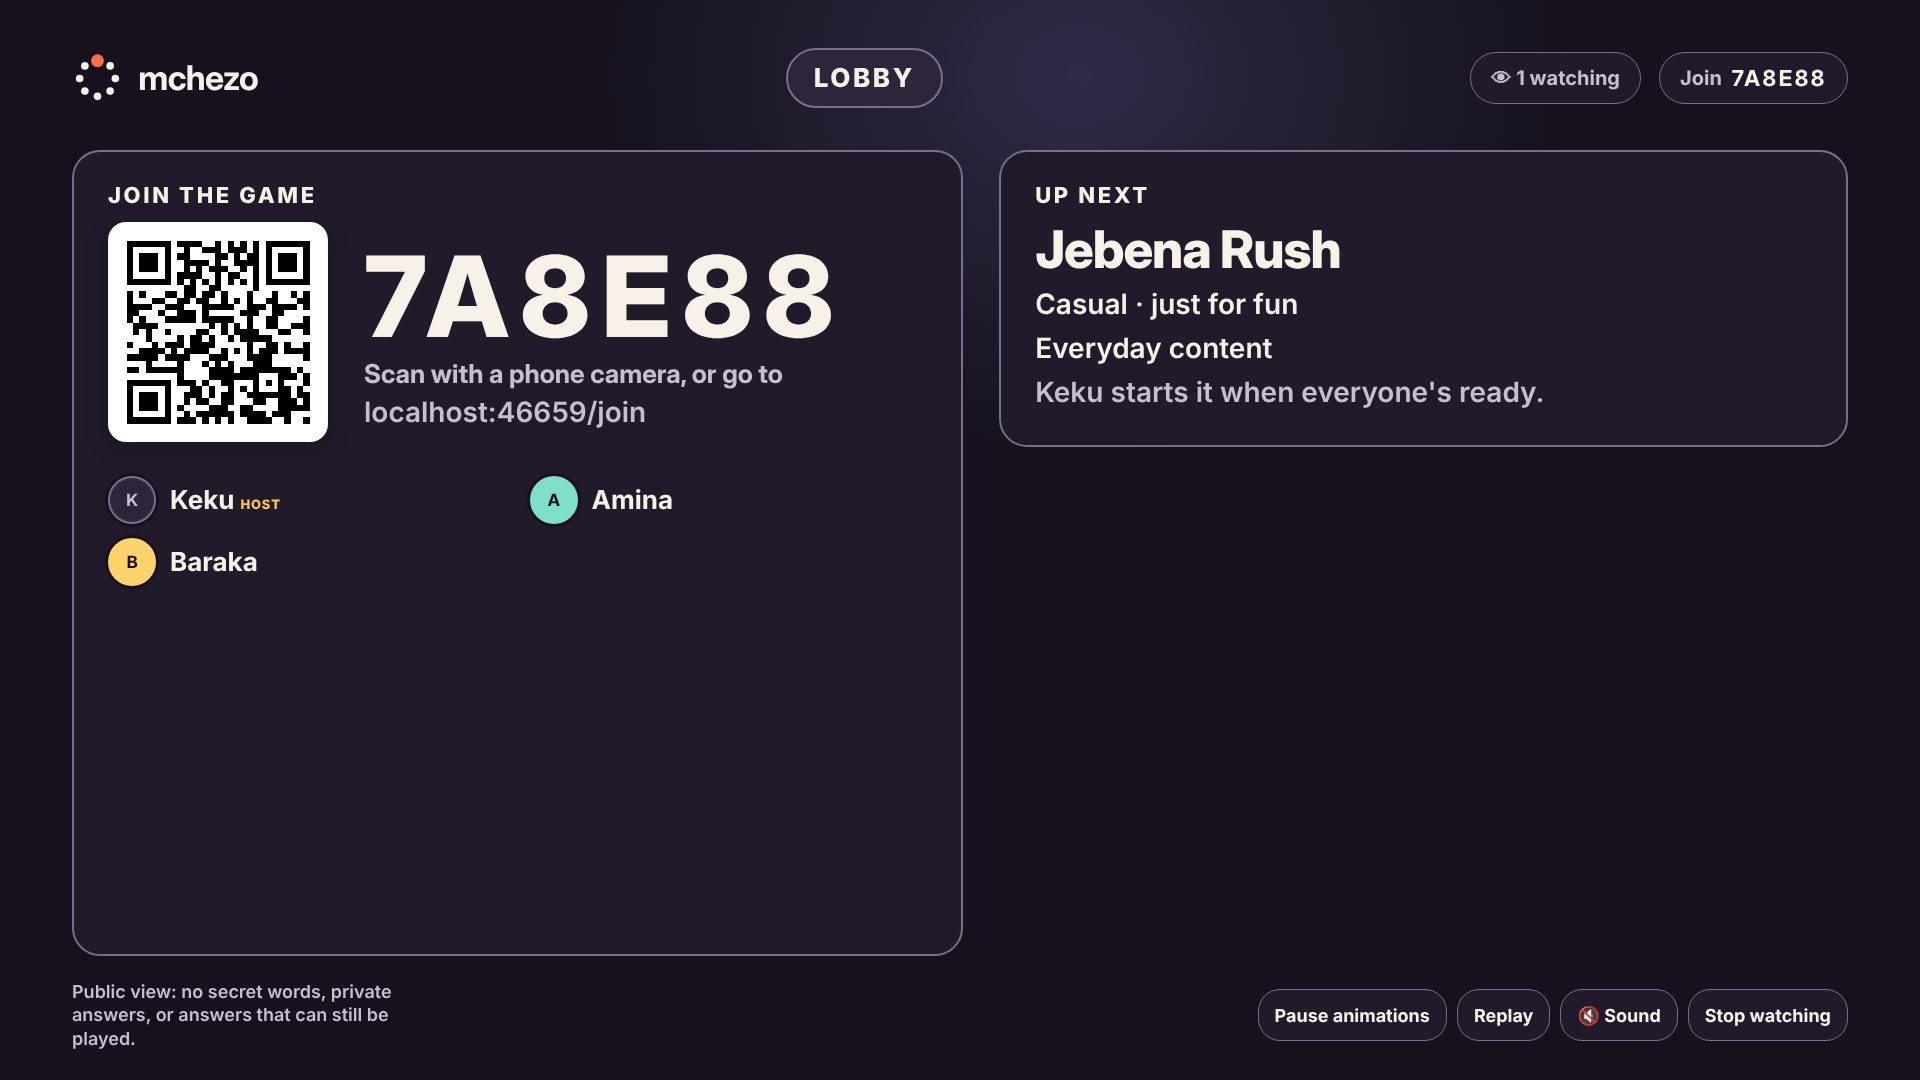 mchezo
LOBBY
👁 1 watching
Join 7A8E88
JOIN THE GAME
7A8E88
Scan with a phone camera, or go to
localhost:46659/join
K
Keku HOST
A
Amina
B
Baraka
UP NEXT
Jebena Rush
Casual · just for fun
Everyday content
Keku starts it when everyone's ready.
Public view: no secret words, private
answers, or answers that can still be
played.
Pause animations
Replay
🔇 Sound
Stop watching